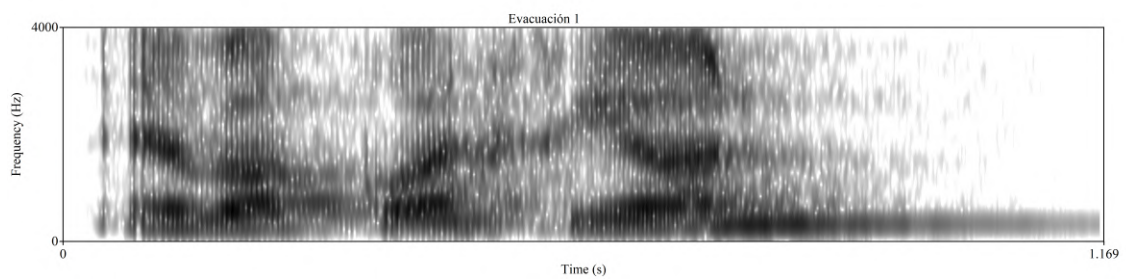 Evacuación 1
4000
Frequency (Hz)
0
0
1.169
Time (s)